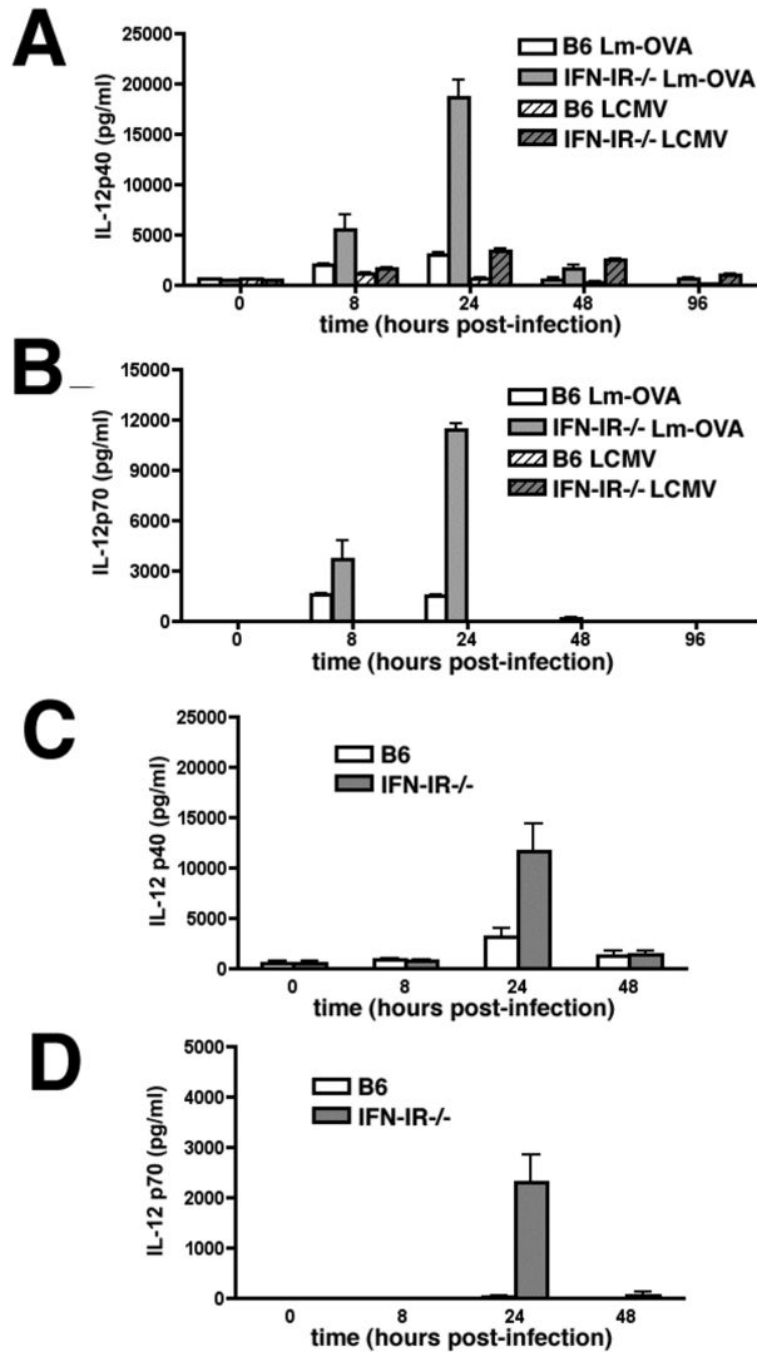 A
25000
20000
15000
10000
5000
0
IL-12p40 (pg/ml)
B6 Lm-OVA
IFN-IR-/- Lm-OVA
B6 LCMV
IFN-IR-/- LCMV
0 8 24 48 96
time (hours post-infection)
B
15000
12000
9000
6000
3000
0
IL-12p70 (pg/ml)
B6 Lm-OVA
IFN-IR-/- Lm-OVA
B6 LCMV
IFN-IR-/- LCMV
0 8 24 48 96
time (hours post-infection)
C
25000
20000
15000
10000
5000
0
IL-12 p40 (pg/ml)
B6
IFN-IR-/-
0 8 24 48
time (hours post-infection)
D
5000
4000
3000
2000
1000
0
IL-12 p70 (pg/ml)
B6
IFN-IR-/-
0 8 24 48
time (hours post-infection)